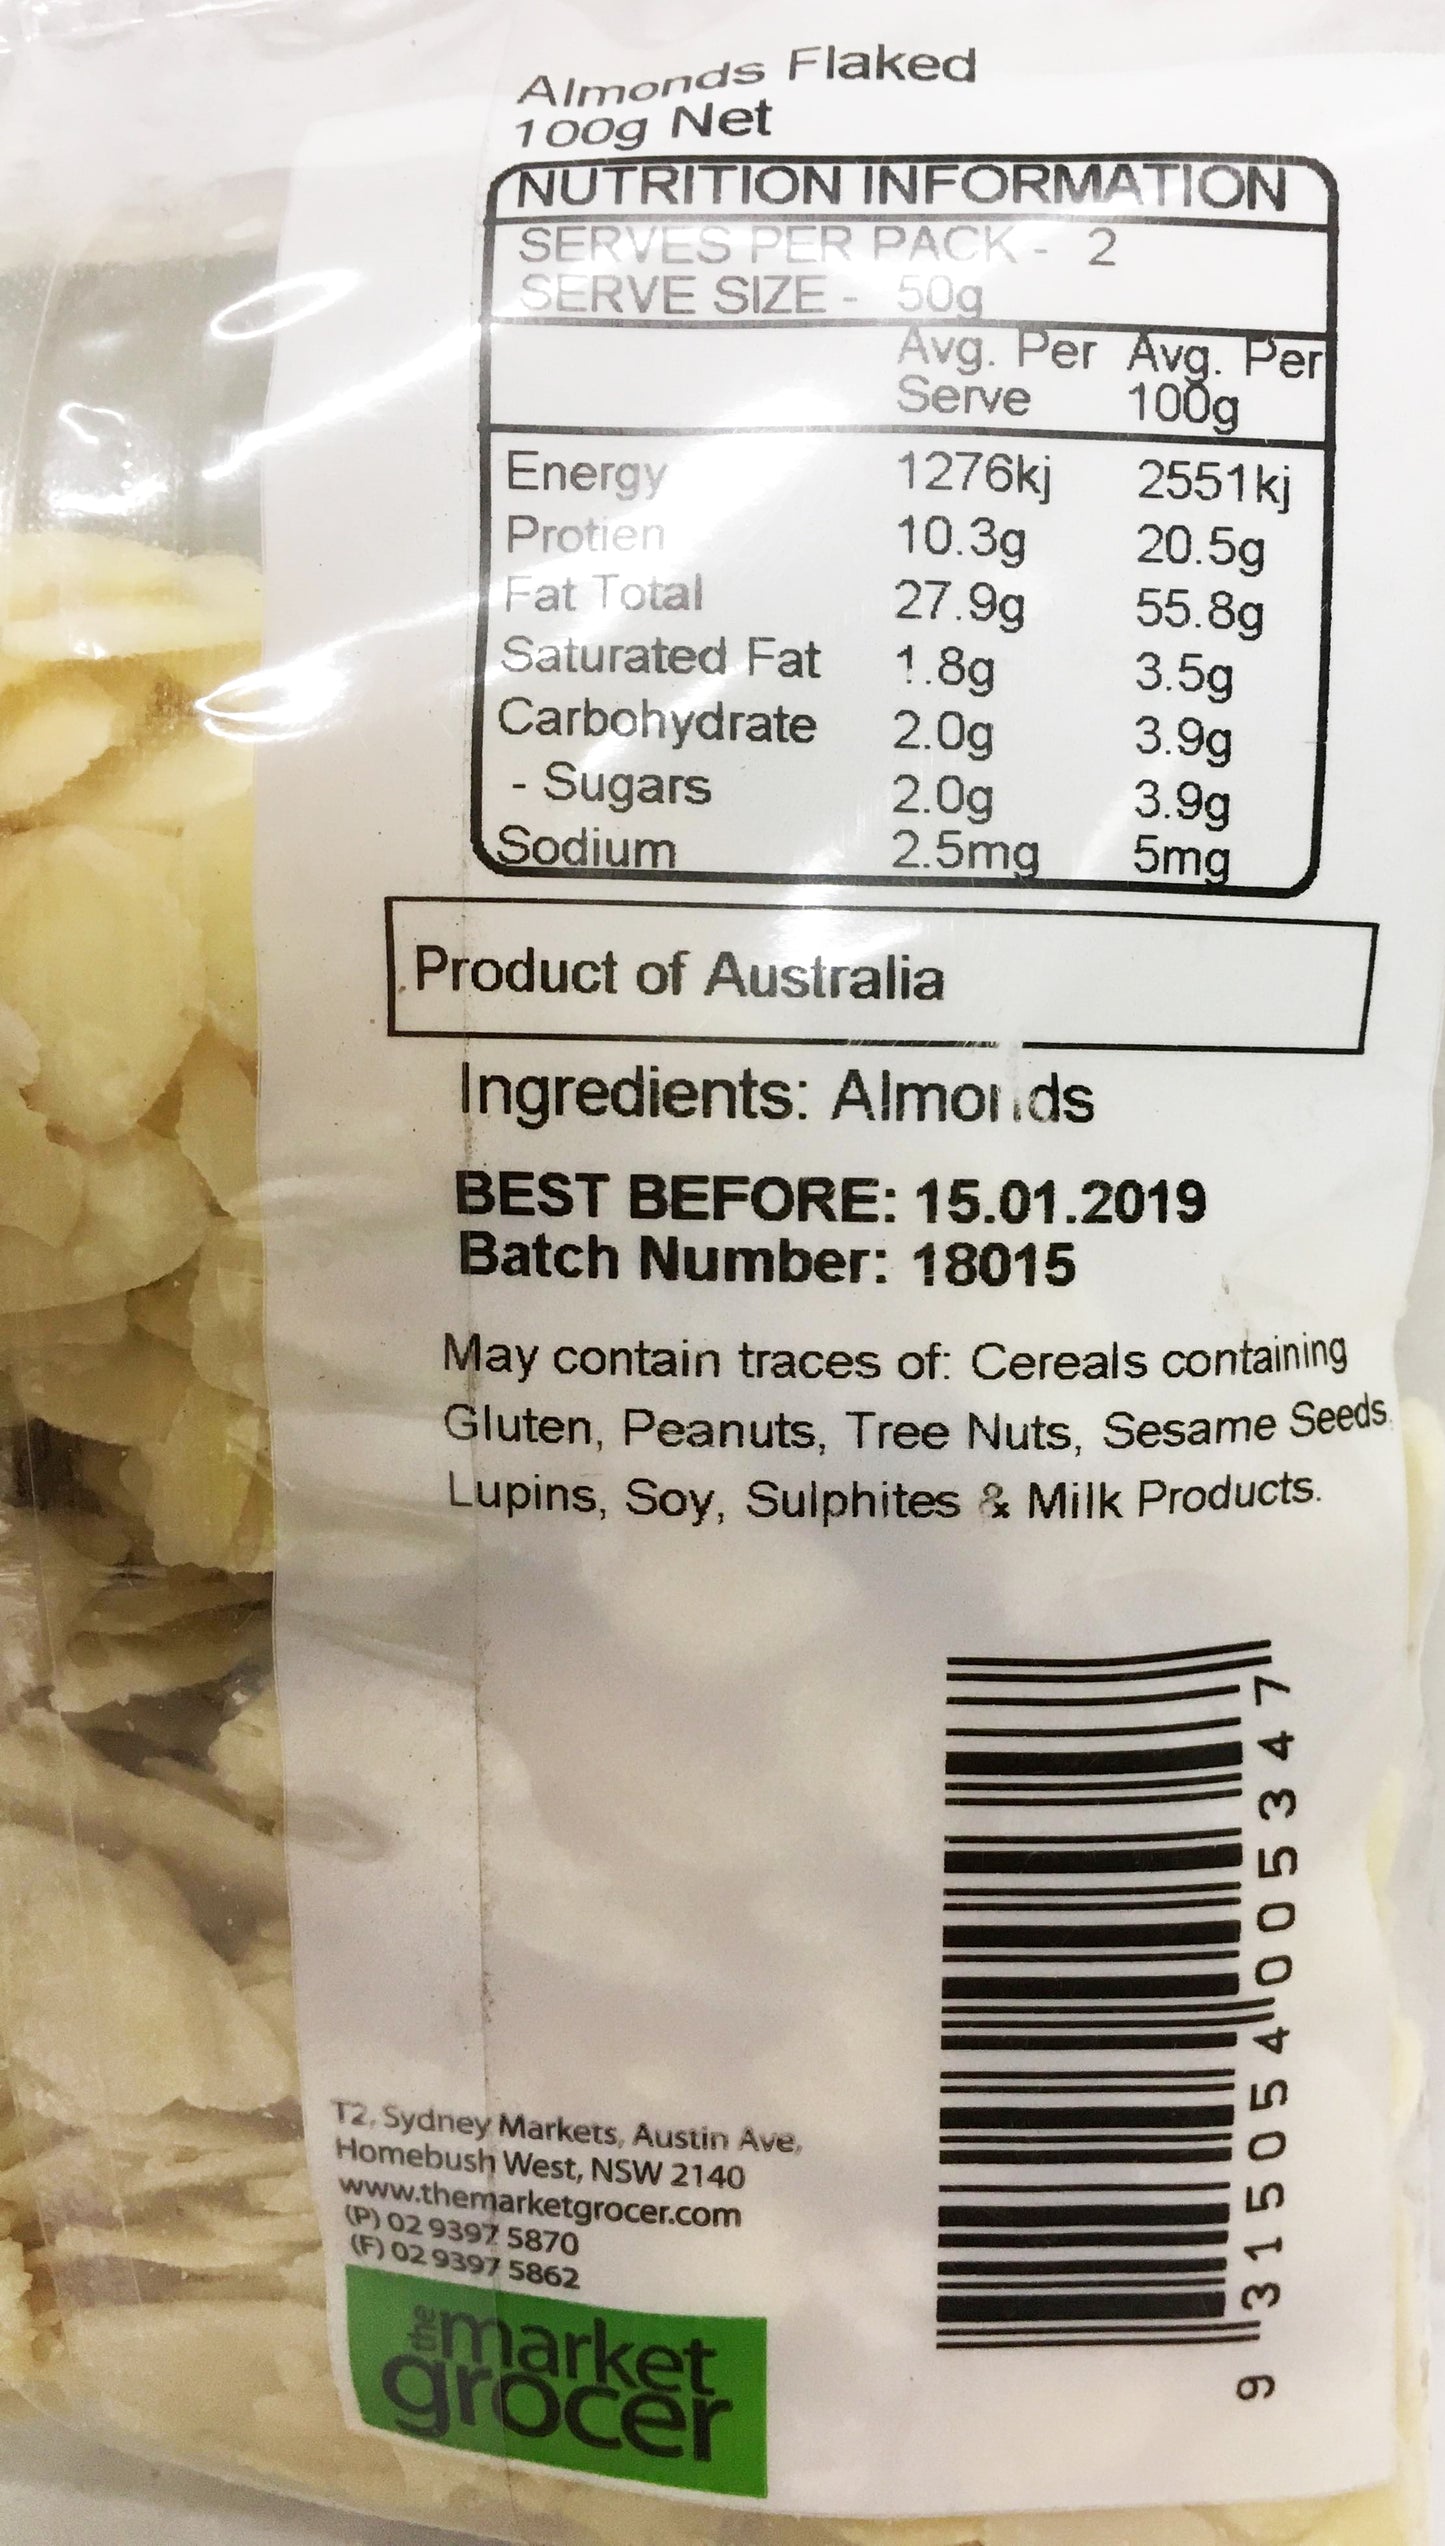 Almonds Flaked
100g Net
NUTRITION INFORMATION
SERVES PER PACK - 2
SERVE SIZE - 50g
Avg. Per Avg. Per
Serve 100g
Energy 1276kj 2551kj
Protien 10.3g 20.5g
Fat Total 27.9g 55.8g
Saturated Fat 1.8g 3.5g
Carbohydrate 2.0g 3.9g
- Sugars 2.0g 3.9g
Sodium 2.5mg 5mg
Product of Australia
Ingredients: Almonds
BEST BEFORE: 15.01.2019
Batch Number: 18015
May contain traces of: Cereals containing
Gluten, Peanuts, Tree Nuts, Sesame Seeds,
Lupins, Soy, Sulphites & Milk Products.
9 315054 005347
T2, Sydney Markets, Austin Ave,
Homebush West, NSW 2140
www.themarketgrocer.com
(P) 02 9397 5870
(F) 02 9397 5862
the market
grocer